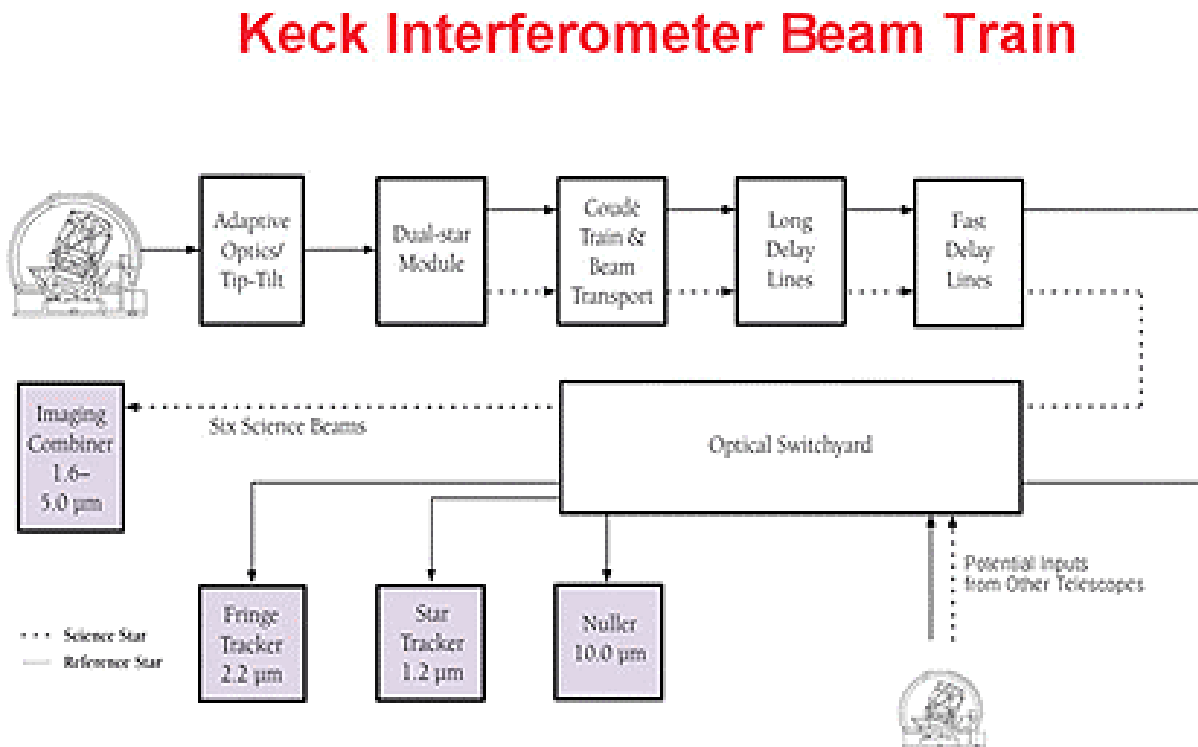 Keck Interferometer Beam Train
Adaptive
Optics/
Tip-Tilt
Dual-star
Module
Coudé
Train &
Beam
Transport
Long
Delay
Lines
Fast
Delay
Lines
Imaging
Combiner
1.6–
5.0 µm
Six Science Beams
Optical Switchyard
Potential Inputs
from Other Telescopes
Fringe
Tracker
2.2 µm
Star
Tracker
1.2 µm
Nuller
10.0 µm
Science Star
Reference Star